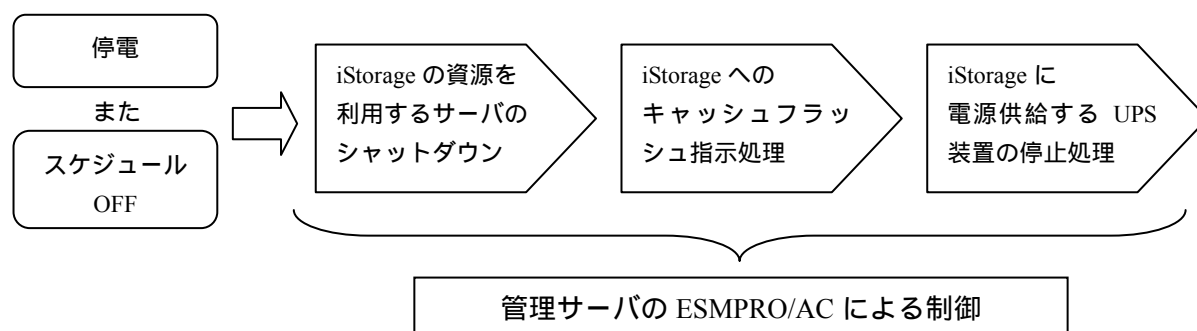 停電
また
スケジュール
OFF
iStorage の資源を
利用するサーバの
シャットダウン
iStorage への
キャッシュフラッ
シュ指示処理
iStorage に
電源供給する UPS
装置の停止処理
管理サーバの ESMPRO/AC による制御